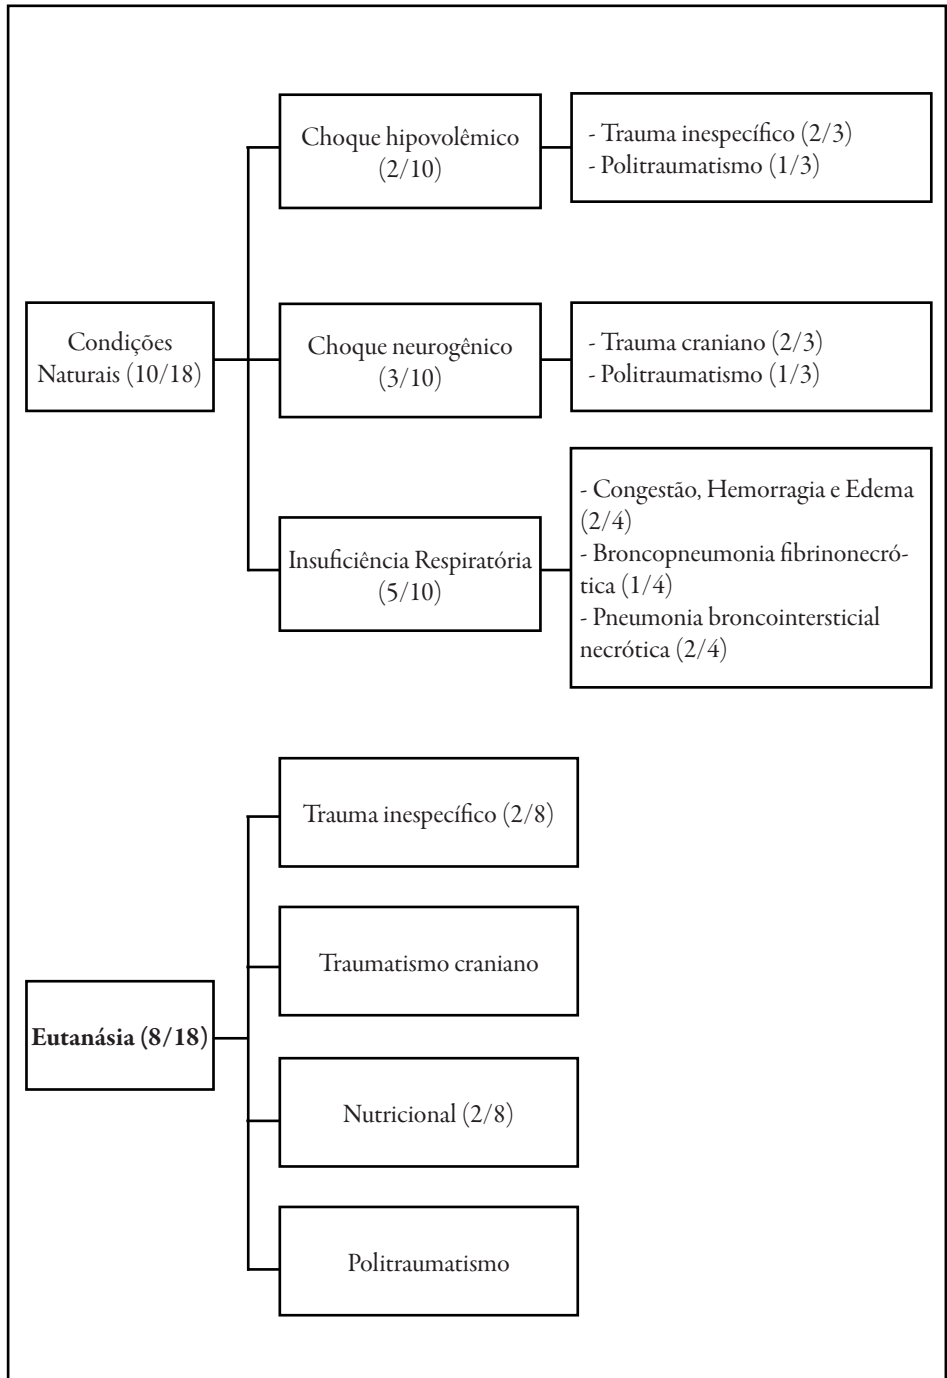 Choque hipovolêmico
(2/10)
- Trauma inespecífico (2/3)
- Politraumatismo (1/3)
Condições
Naturais (10/18)
Choque neurogênico
(3/10)
- Trauma craniano (2/3)
- Politraumatismo (1/3)
Insuficiência Respiratória
(5/10)
- Congestão, Hemorragia e Edema
(2/4)
- Broncopneumonia fibrinonecró-
tica (1/4)
- Pneumonia broncointersticial
necrótica (2/4)
Eutanásia (8/18)
Trauma inespecífico (2/8)
Traumatismo craniano
Nutricional (2/8)
Politraumatismo